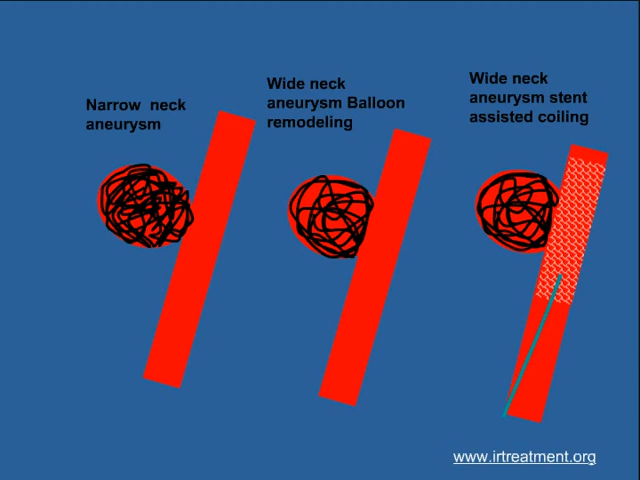 Narrow neck
aneurysm
Wide neck
aneurysm Balloon
remodeling
Wide neck
aneurysm stent
assisted coiling
www.irtreatment.org